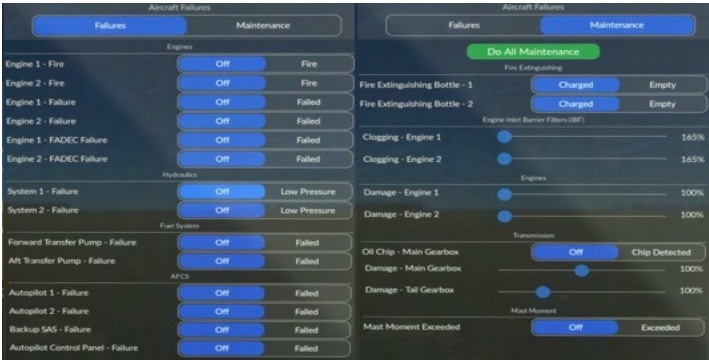 Aircraft Failures
Failures Maintenance
Engines
Engine 1 - Fire Off Fire
Engine 2 - Fire Off Fire
Engine 1 - Failure Off Failed
Engine 2 - Failure Off Failed
Engine 1 - FADEC Failure Off Failed
Engine 2 - FADEC Failure Off Failed
Hydraulics
System 1 - Failure Off Low Pressure
System 2 - Failure Off Low Pressure
Fuel System
Forward Transfer Pump - Failure Off Failed
Aft Transfer Pump - Failure Off Failed
AFCS
Autopilot 1 - Failure Off Failed
Autopilot 2 - Failure Off Failed
Backup SAS - Failure Off Failed
Autopilot Control Panel - Failure Off Failed
Aircraft Failures
Failures Maintenance
Do All Maintenance
Fire Extinguishing
Fire Extinguishing Bottle - 1 Charged Empty
Fire Extinguishing Bottle - 2 Charged Empty
Engine Inlet Barrier Filters (IBF)
Clogging - Engine 1 165%
Clogging - Engine 2 165%
Engines
Damage - Engine 1 100%
Damage - Engine 2 100%
Transmission
Oil Chip - Main Gearbox Off Chip Detected
Damage - Main Gearbox 100%
Damage - Tail Gearbox 100%
Mast Moment
Mast Moment Exceeded Off Exceeded